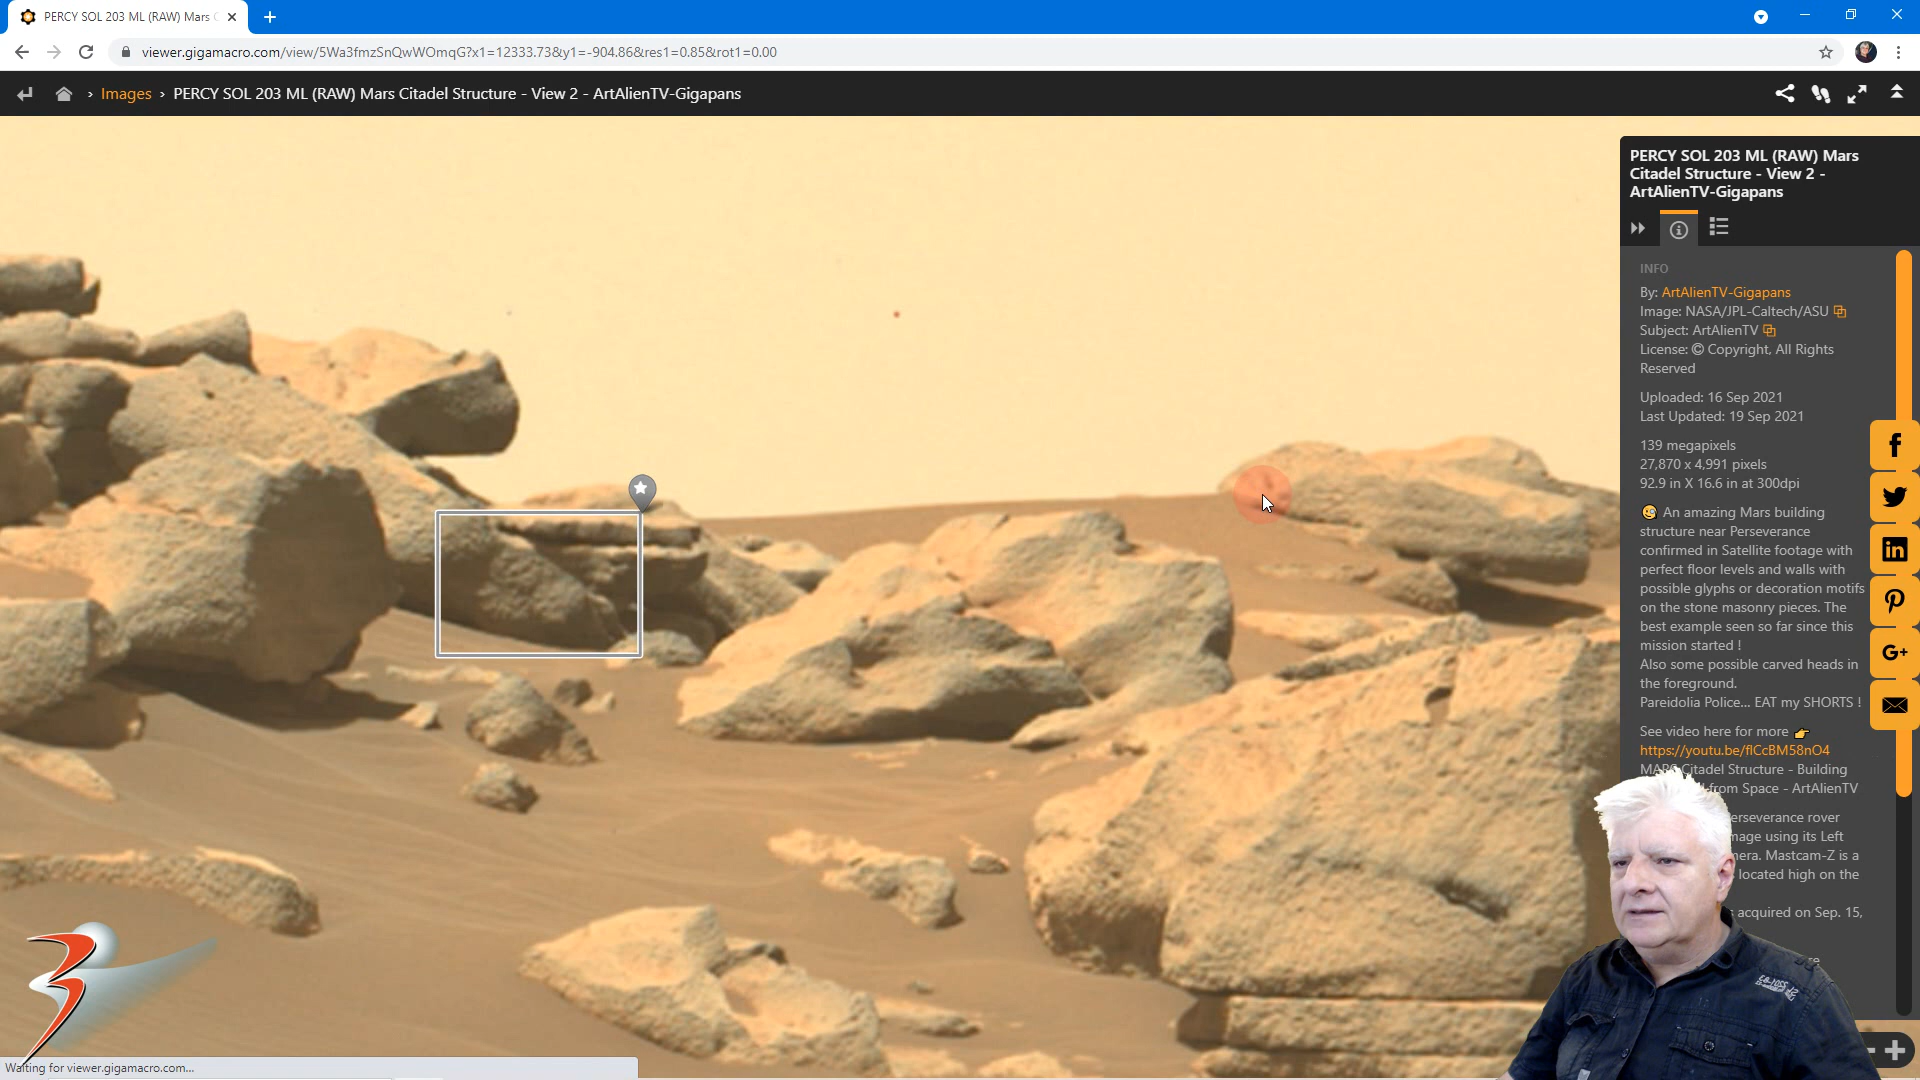 PERCY SOL 203 ML (RAW) Mars C
viewer.gigamacro.com/view/5Wa3fmzSnQwWOmqG?x1=12333.73&y1=-904.86&res1=0.85&rot1=0.00
› Images › PERCY SOL 203 ML (RAW) Mars Citadel Structure - View 2 - ArtAlienTV-Gigapans
PERCY SOL 203 ML (RAW) Mars
Citadel Structure - View 2 -
ArtAlienTV-Gigapans
INFO
By: ArtAlienTV-Gigapans
Image: NASA/JPL-Caltech/ASU
Subject: ArtAlienTV
License: © Copyright, All Rights
Reserved
Uploaded: 16 Sep 2021
Last Updated: 19 Sep 2021
139 megapixels
27,870 x 4,991 pixels
92.9 in X 16.6 in at 300dpi
An amazing Mars building
structure near Perseverance
confirmed in Satellite footage with
perfect floor levels and walls with
possible glyphs or decoration motifs
on the stone masonry pieces. The
best example seen so far since this
mission started !
Also some possible carved heads in
the foreground.
Pareidolia Police... EAT my SHORTS !
See video here for more
https://youtu.be/flCcBM58nO4
Citadel Structure - Building
from Space - ArtAlienTV
erseverance rover
mage using its Left
nera. Mastcam-Z is a
located high on the
acquired on Sep. 15,
f
in
G+
Waiting for viewer.gigamacro.com...